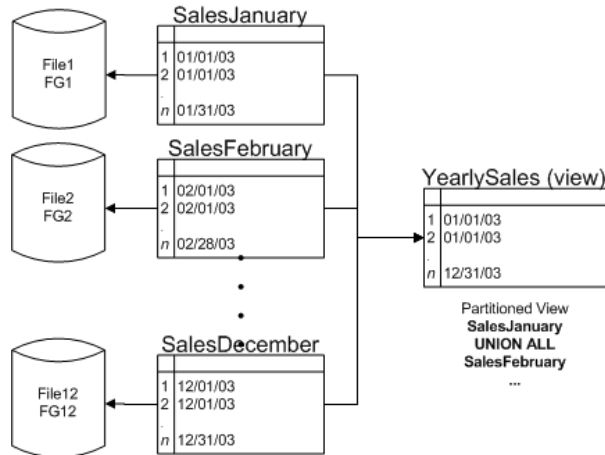 SalesJanuary
File1
FG1
1 01/01/03
2 01/01/03
.
n 01/31/03
SalesFebruary
File2
FG2
1 02/01/03
2 02/01/03
.
n 02/28/03
YearlySales (view)
1 01/01/03
2 01/01/03
.
n 12/31/03
Partitioned View
SalesJanuary
UNION ALL
SalesFebruary
...
SalesDecember
File12
FG12
1 12/01/03
2 12/01/03
.
n 12/31/03